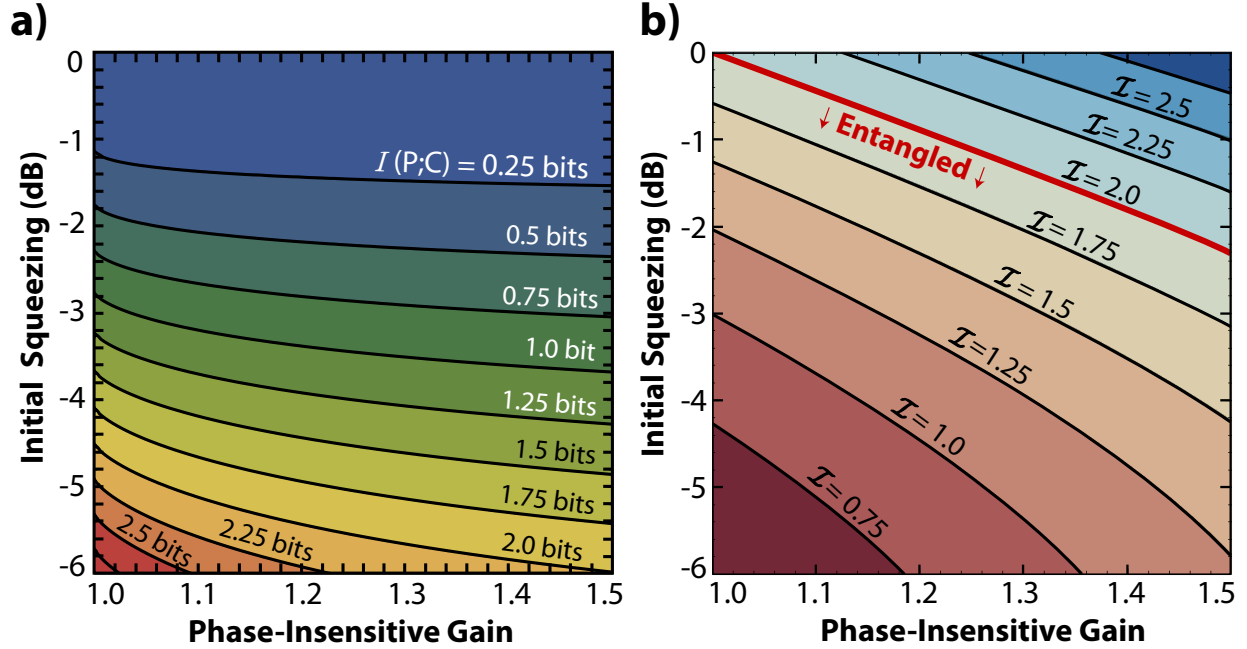 a)
0
-1
-2
-3
-4
-5
-6
1.0
1.1
1.2
1.3
1.4
1.5
Initial Squeezing (dB)
Phase-Insensitive Gain
I (P;C) = 0.25 bits
0.5 bits
0.75 bits
1.0 bit
1.25 bits
1.5 bits
1.75 bits
2.0 bits
2.25 bits
2.5 bits
b)
0
-1
-2
-3
-4
-5
-6
1.0
1.1
1.2
1.3
1.4
1.5
Initial Squeezing (dB)
Phase-Insensitive Gain
ℐ = 2.5
ℐ = 2.25
↓ Entangled ↓
ℐ = 2.0
ℐ = 1.75
ℐ = 1.5
ℐ =1.25
ℐ = 1.0
ℐ = 0.75